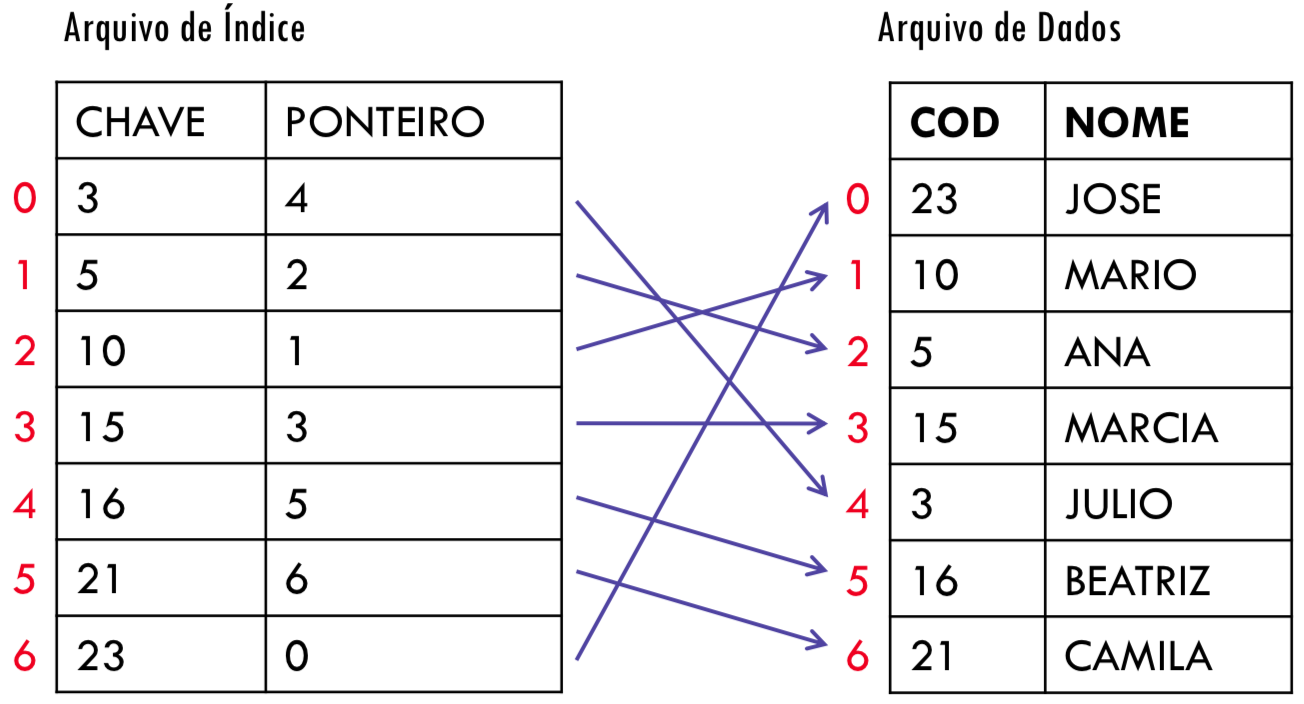 Arquivo de Índice
Arquivo de Dados
CHAVE PONTEIRO
0 3 4
1 5 2
2 10 1
3 15 3
4 16 5
5 21 6
6 23 0
COD NOME
0 23 JOSE
1 10 MARIO
2 5 ANA
3 15 MARCIA
4 3 JULIO
5 16 BEATRIZ
6 21 CAMILA